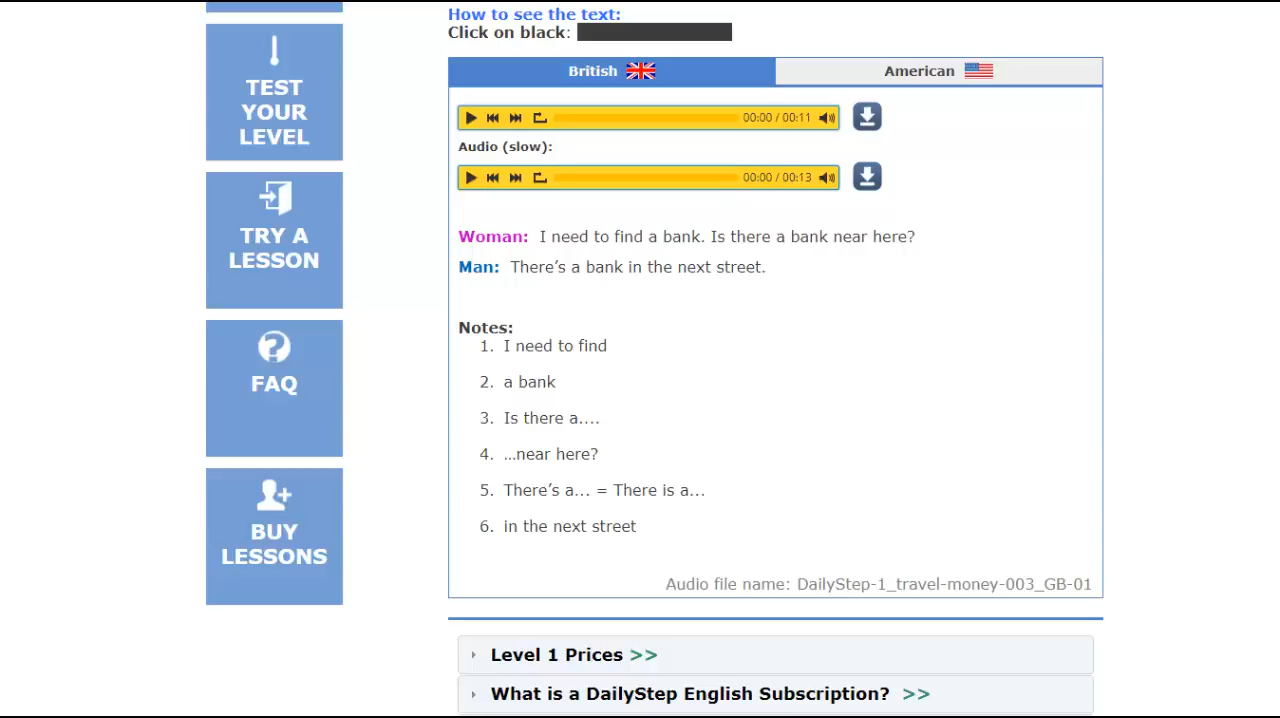 TEST
YOUR
LEVEL
TRY A
LESSON
FAQ
BUY
LESSONS
How to see the text:
Click on black:
British
American
00:00 / 00:11
Audio (slow):
00:00 / 00:13
Woman: I need to find a bank. Is there a bank near here?
Man: There’s a bank in the next street.
Notes:
1. I need to find
2. a bank
3. Is there a....
4. ...near here?
5. There’s a... = There is a...
6. in the next street
Audio file name: DailyStep-1_travel-money-003_GB-01
Level 1 Prices >>
What is a DailyStep English Subscription? >>